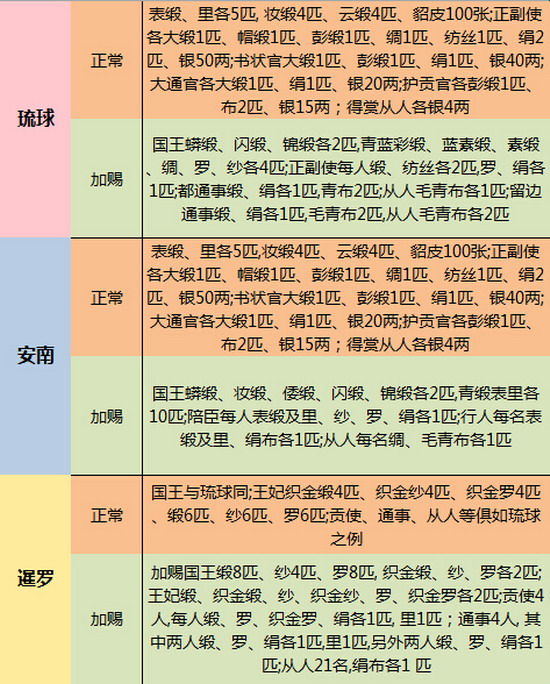 琉球
正常
表缎、里各5匹, 妆缎4匹、云缎4匹、貂皮100张;正副使
各大缎1匹、帽缎1匹、彭缎1匹、绸1匹、纺丝1匹、绢2
匹、银50两;书状官大缎1匹、彭缎1匹、绢1匹、银40两;
大通官各大缎1匹、绢1匹、银20两;护贡官各彭缎1匹、
布2匹、银15两；得赏从人各银4两
加赐
国王蟒缎、闪缎、锦缎各2匹,青蓝彩缎、蓝素缎、素缎
、绸、罗、纱各4匹;正副使每人缎、纺丝各2匹,罗、绢各
1匹;都通事缎、绢各1匹,青布2匹;从人毛青布各1匹;留边
通事缎、绢各1匹,毛青布2匹,从人毛青布各2匹
安南
正常
表缎、里各5匹,妆缎4匹、云缎4匹、貂皮100张;正副使
各大缎1匹、帽缎1匹、彭缎1匹、绸1匹、纺丝1匹、绢2
匹、银50两;书状官大缎1匹、彭缎1匹、绢1匹、银40两;
大通官各大缎1匹、绢1匹、银20两;护贡官各彭缎1匹、
布2匹、银15两；得赏从人各银4两
加赐
国王蟒缎、妆缎、倭缎、闪缎、锦缎各2匹,青缎表里各
10匹;陪臣每人表缎及里、纱、罗、绢各1匹;行人每名表
缎及里、绢布各1匹;从人每名绸、毛青布各1匹
暹罗
正常
国王与琉球同;王妃织金缎4匹、织金纱4匹、织金罗4匹
、缎6匹、纱6匹、罗6匹;贡使、通事、从人等俱如琉球
之例
加赐
加赐国王缎8匹、纱4匹、罗8匹, 织金缎、纱、罗各2匹;
王妃缎、织金缎、纱、织金纱、罗、织金罗各2匹;贡使4
人,每人缎、罗、织金罗、绢各1匹, 里1匹；通事4人, 其
中两人缎、罗、绢各1匹,里1匹,另外两人缎、罗、绢各1
匹;从人21名,绢布各1 匹